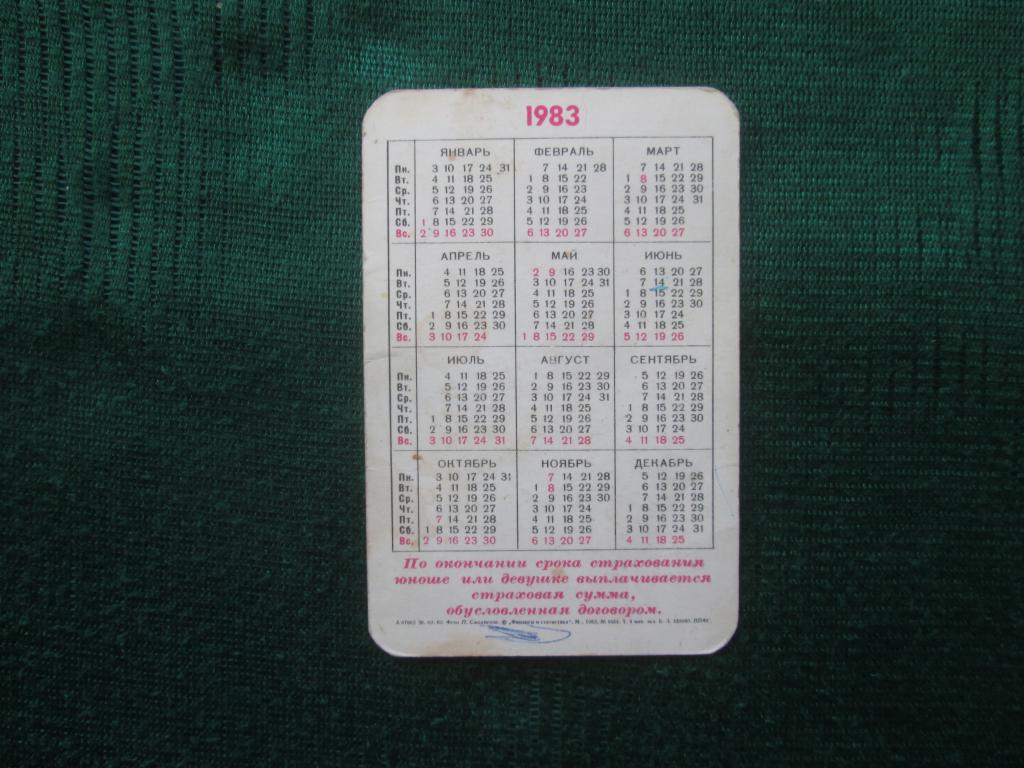 1983
ЯНВАРЬ ФЕВРАЛЬ МАРТ
Пн. 3 10 17 24 31 7 14 21 28 7 14 21 28
Вт. 4 11 18 25 1 8 15 22 1 8 15 22 29
Ср. 5 12 19 26 2 9 16 23 2 9 16 23 30
Чт. 6 13 20 27 3 10 17 24 3 10 17 24 31
Пт. 7 14 21 28 4 11 18 25 4 11 18 25
Сб. 1 8 15 22 29 5 12 19 26 5 12 19 26
Вс. 2 9 16 23 30 6 13 20 27 6 13 20 27
АПРЕЛЬ МАЙ ИЮНЬ
Пн. 4 11 18 25 2 9 16 23 30 6 13 20 27
Вт. 5 12 19 26 3 10 17 24 31 7 14 21 28
Ср. 6 13 20 27 4 11 18 25 1 8 15 22 29
Чт. 7 14 21 28 5 12 19 26 2 9 16 23 30
Пт. 1 8 15 22 29 6 13 20 27 3 10 17 24
Сб. 2 9 16 23 30 7 14 21 28 4 11 18 25
Вс. 3 10 17 24 1 8 15 22 29 5 12 19 26
ИЮЛЬ АВГУСТ СЕНТЯБРЬ
Пн. 4 11 18 25 1 8 15 22 29 5 12 19 26
Вт. 5 12 19 26 2 9 16 23 30 6 13 20 27
Ср. 6 13 20 27 3 10 17 24 31 7 14 21 28
Чт. 7 14 21 28 4 11 18 25 1 8 15 22 29
Пт. 1 8 15 22 29 5 12 19 26 2 9 16 23 30
Сб. 2 9 16 23 30 6 13 20 27 3 10 17 24
Вс. 3 10 17 24 31 7 14 21 28 4 11 18 25
ОКТЯБРЬ НОЯБРЬ ДЕКАБРЬ
Пн. 3 10 17 24 31 7 14 21 28 5 12 19 26
Вт. 4 11 18 25 1 8 15 22 29 6 13 20 27
Ср. 5 12 19 26 2 9 16 23 30 7 14 21 28
Чт. 6 13 20 27 3 10 17 24 1 8 15 22 29
Пт. 7 14 21 28 4 11 18 25 2 9 16 23 30
Сб. 1 8 15 22 29 5 12 19 26 3 10 17 24 31
Вс. 2 9 16 23 30 6 13 20 27 4 11 18 25
По окончании срока страхования
юноше или девушке выплачивается
страховая сумма,
обусловленная договором.
Фото © „Финансы и статистика", М., 1982,